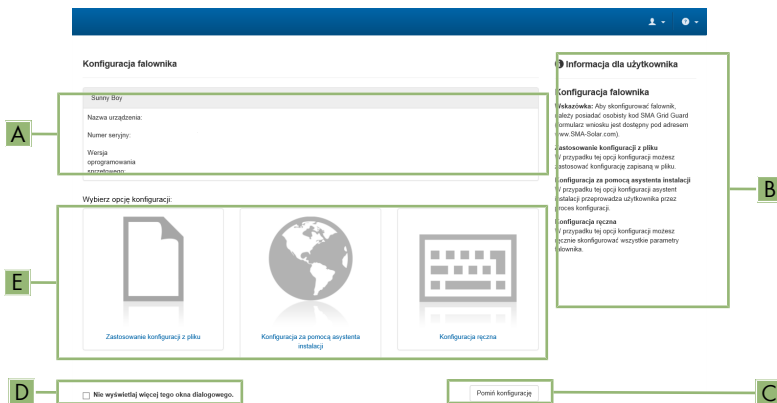 Konfiguracja falownika
Informacja dla użytkownika
Sunny Boy
Nazwa urządzenia:
Numer seryjny:
Wersja
oprogramowania
sprzętowego:
A
Konfiguracja falownika
Wskazówka: Aby skonfigurować falownik,
należy posiadać osobisty kod SMA Grid Guard
(formularz wniosku jest dostępny pod adresem
www.SMA-Solar.com).
Zastosowanie konfiguracji z pliku
W przypadku tej opcji konfiguracji możesz
zastosować konfigurację zapisaną w pliku.
Konfiguracja za pomocą asystenta instalacji
W przypadku tej opcji konfiguracji asystent
instalacji przeprowadza użytkownika przez
proces konfiguracji.
Konfiguracja ręczna
W przypadku tej opcji konfiguracji możesz
ręcznie skonfigurować wszystkie parametry
falownika.
B
Wybierz opcję konfiguracji:
E
Zastosowanie konfiguracji z pliku
Konfiguracja za pomocą asystenta
instalacji
Konfiguracja ręczna
D
Nie wyświetlaj więcej tego okna dialogowego.
Pomiń konfigurację
C